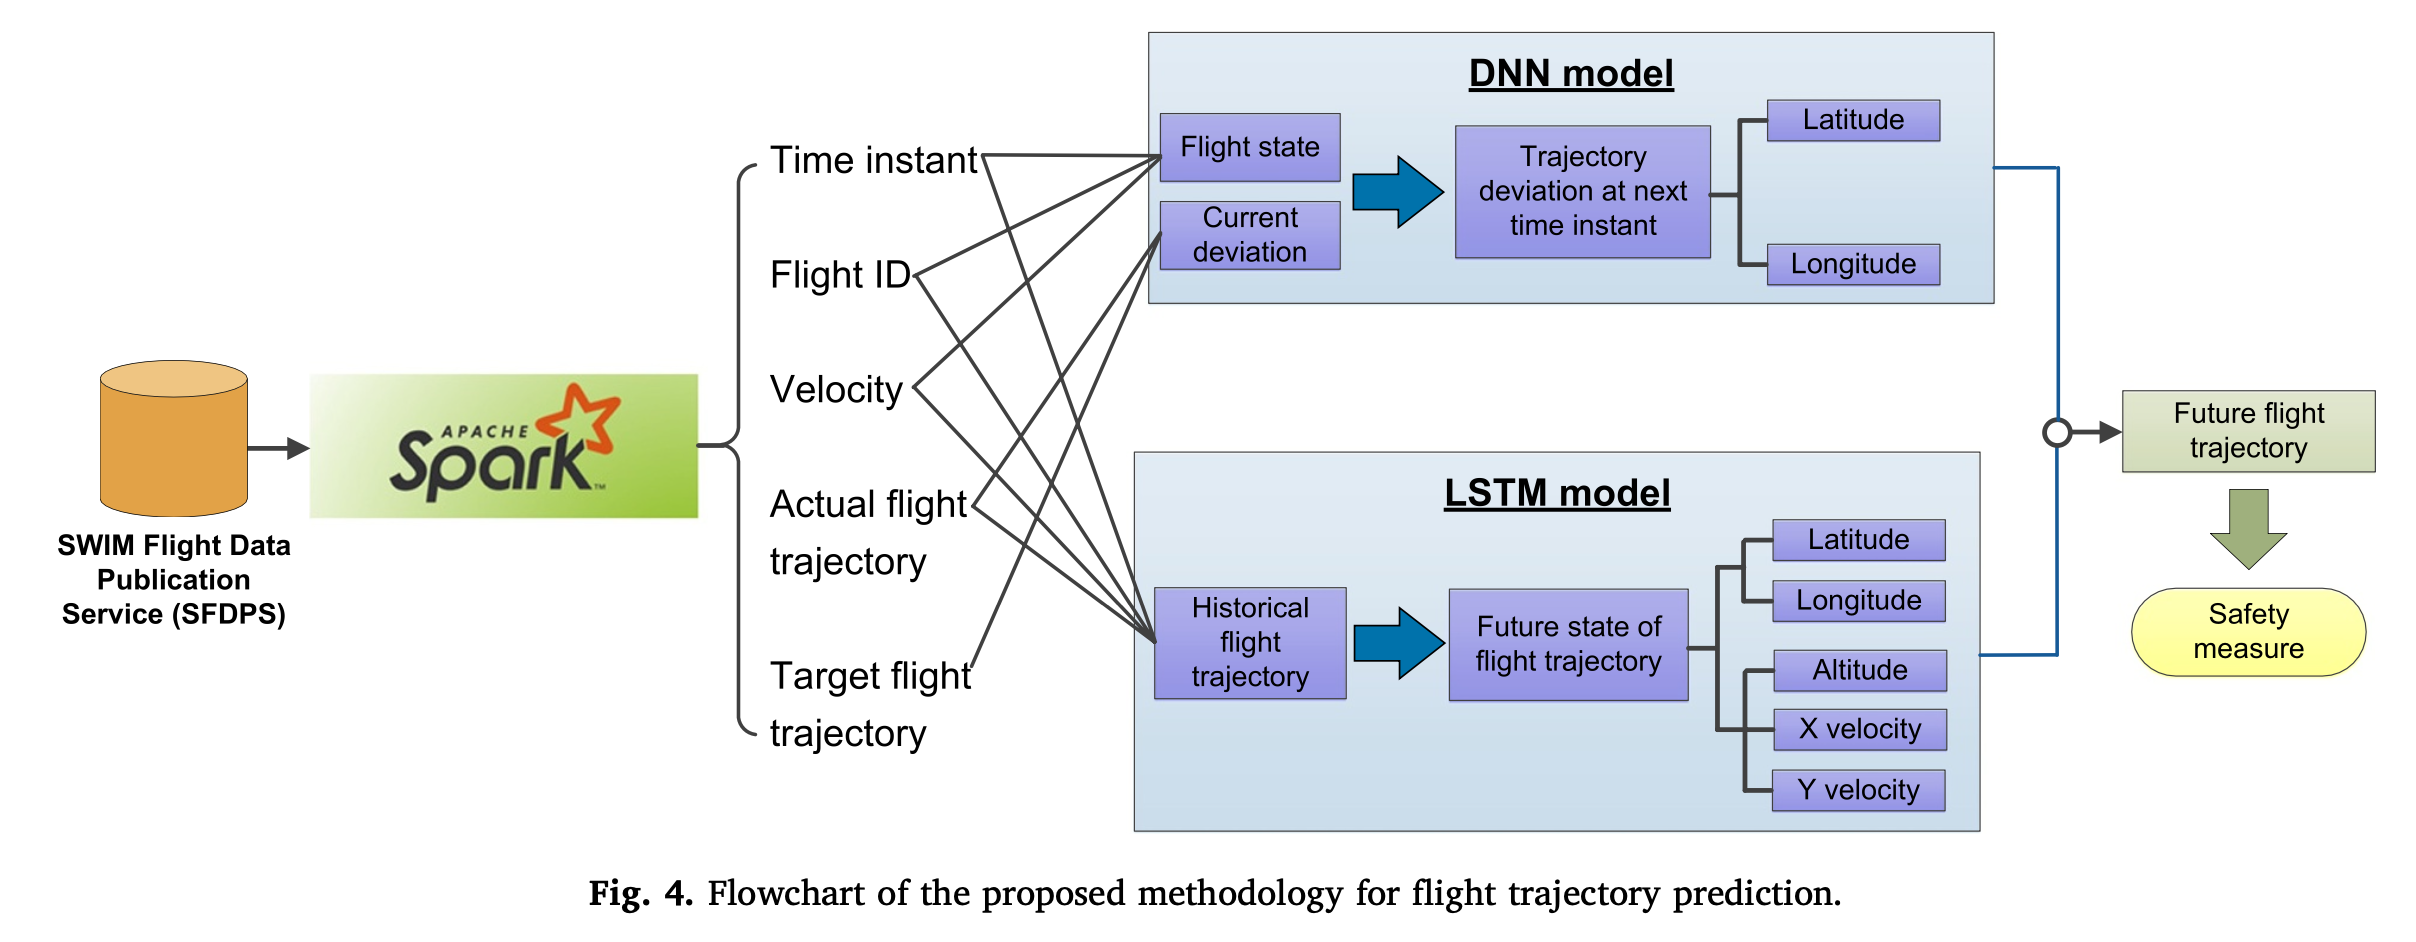 SWIM Flight Data
Publication
Service (SFDPS)
APACHE
Spark™
Time instant
Flight ID
Velocity
Actual flight
trajectory
Target flight
trajectory
DNN model
Flight state
Current
deviation
Trajectory
deviation at next
time instant
Latitude
Longitude
LSTM model
Historical
flight
trajectory
Future state of
flight trajectory
Latitude
Longitude
Altitude
X velocity
Y velocity
Future flight
trajectory
Safety
measure
Fig. 4. Flowchart of the proposed methodology for flight trajectory prediction.